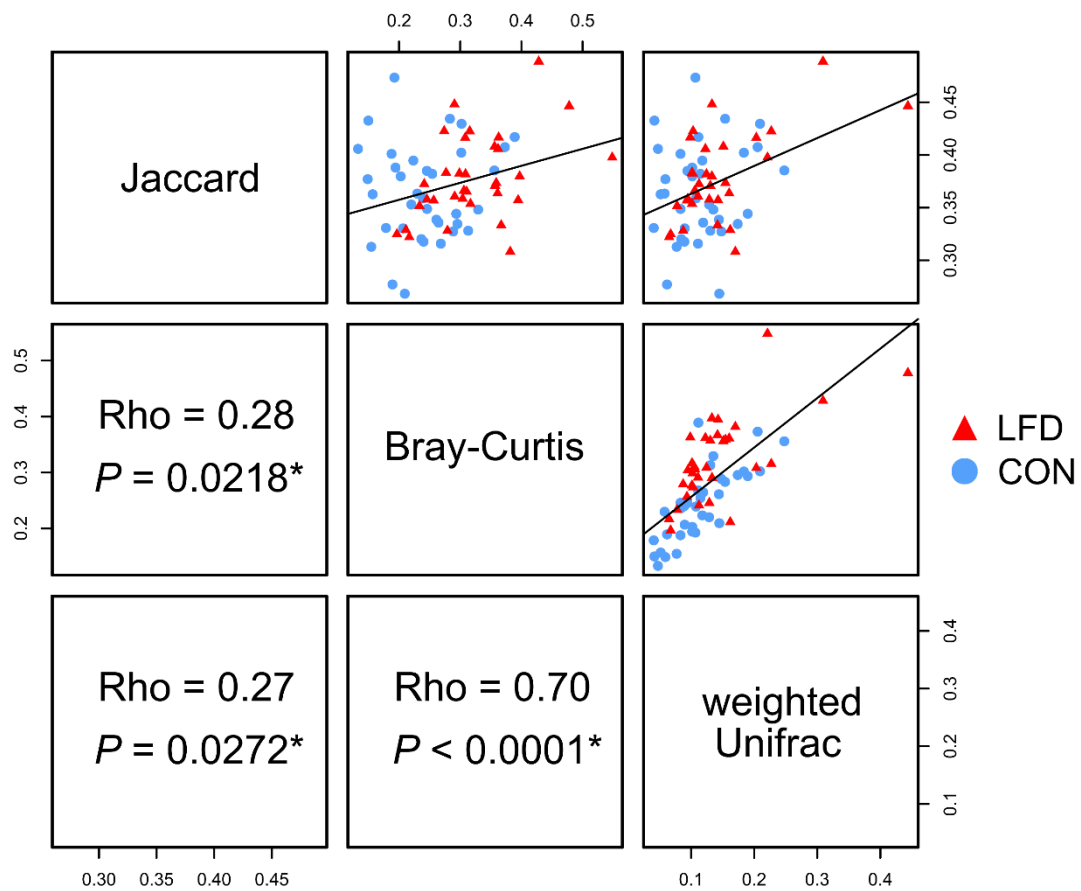 0.2 0.3 0.4 0.5
Jaccard
0.45
0.40
0.35
0.30
0.5
0.4
0.3
0.2
Rho = 0.28
P = 0.0218*
Bray-Curtis
LFD
CON
Rho = 0.27
P = 0.0272*
Rho = 0.70
P < 0.0001*
weighted
Unifrac
0.4
0.3
0.2
0.1
0.30 0.35 0.40 0.45
0.1 0.2 0.3 0.4